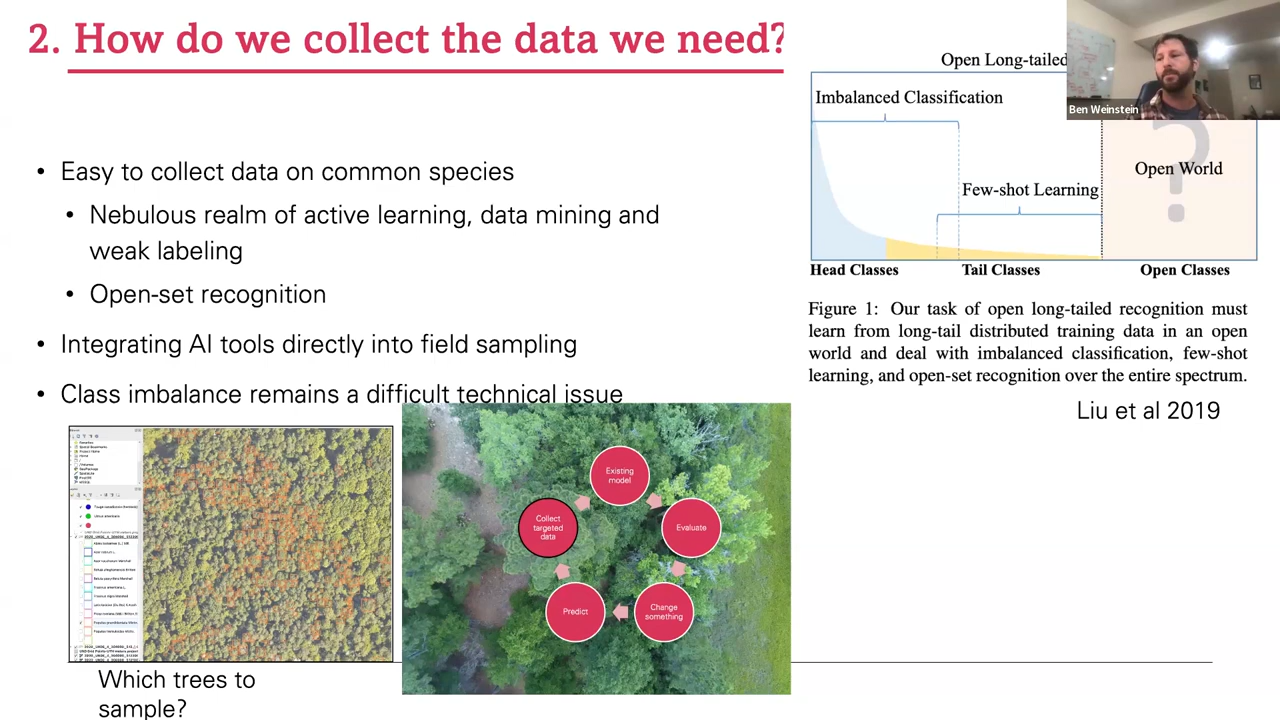 2. How do we collect the data we need?
• Easy to collect data on common species
• Nebulous realm of active learning, data mining and
weak labeling
• Open-set recognition
• Integrating AI tools directly into field sampling
• Class imbalance remains a difficult technical issue
Which trees to
sample?
Existing
model
Evaluate
Change
something
Predict
Collect
targeted
data
Open Long-tailed
Imbalanced Classification
Few-shot Learning
Open World
?
Head Classes
Tail Classes
Open Classes
Figure 1: Our task of open long-tailed recognition must
learn from long-tail distributed training data in an open
world and deal with imbalanced classification, few-shot
learning, and open-set recognition over the entire spectrum.
Liu et al 2019
Ben Weinstein